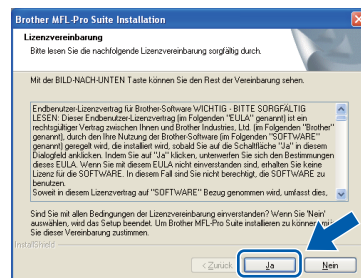 Brother MFL-Pro Suite Installation
Lizenzvereinbarung
Bitte lesen Sie die nachfolgende Lizenzvereinbarung sorgfältig durch.
Mit der BILD-NACH-UNTEN Taste können Sie den Rest der Vereinbarung sehen.
Endbenutzer-Lizenzvertrag für Brother-Software WICHTIG - BITTE SORGFÄLTIG
LESEN: Dieser Endbenutzer-Lizenzvertrag (im Folgenden "EULA" genannt) ist ein
rechtsgültiger Vertrag zwischen Ihnen und Brother Industries, Ltd. (im Folgenden "Brother"
genannt), durch den Ihre Nutzung der Brother-Software (im Folgenden "SOFTWARE"
genannt) geregelt wird, die installiert wird, sobald Sie auf die Schaltfläche "Ja" in diesem
Dialogfeld anklicken. Indem Sie auf "Ja" klicken, unterwerfen Sie sich den Bestimmungen
dieses EULA. Wenn Sie mit diesem EULA nicht einverstanden sind, erhalten Sie keine
Lizenz für die SOFTWARE. In diesem Fall sind Sie nicht berechtigt, die SOFTWARE zu
benutzen.
Soweit in diesem Lizenzvertrag auf "SOFTWARE" Bezug genommen wird, umfasst dies,
Sind Sie mit allen Bedingungen der Lizenzvereinbarung einverstanden? Wenn Sie 'Nein'
auswählen, wird das Setup beendet. Um Brother MFL-Pro Suite installieren zu können,
Sie dieser Vereinbarung zustimmen.
InstallShield
< Zurück
Ja
Nein